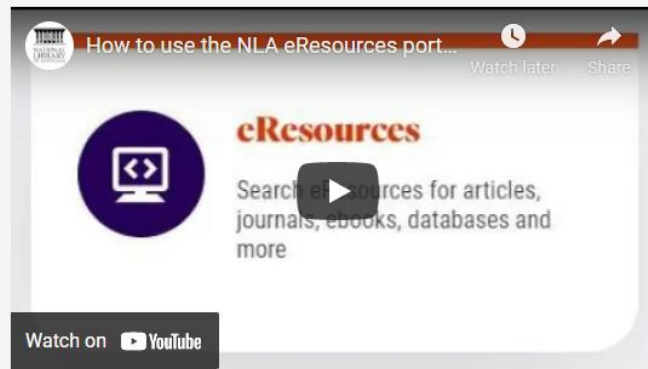 How to use the NLA eResources port...
Watch later
Share
eResources
Search eResources for articles,
journals, ebooks, databases and
more
Watch on YouTube